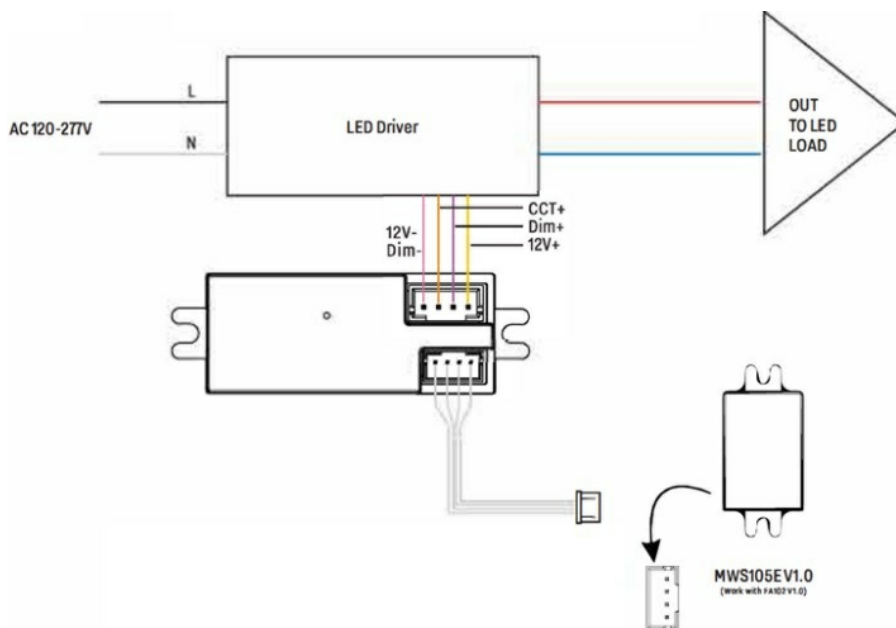 L
AC 120-277V
N
LED Driver
OUT
TO LED
LOAD
CCT+
Dim+
12V+
12V-
Dim-
MWS105EV1.0
(Work with FA102 V1.0)